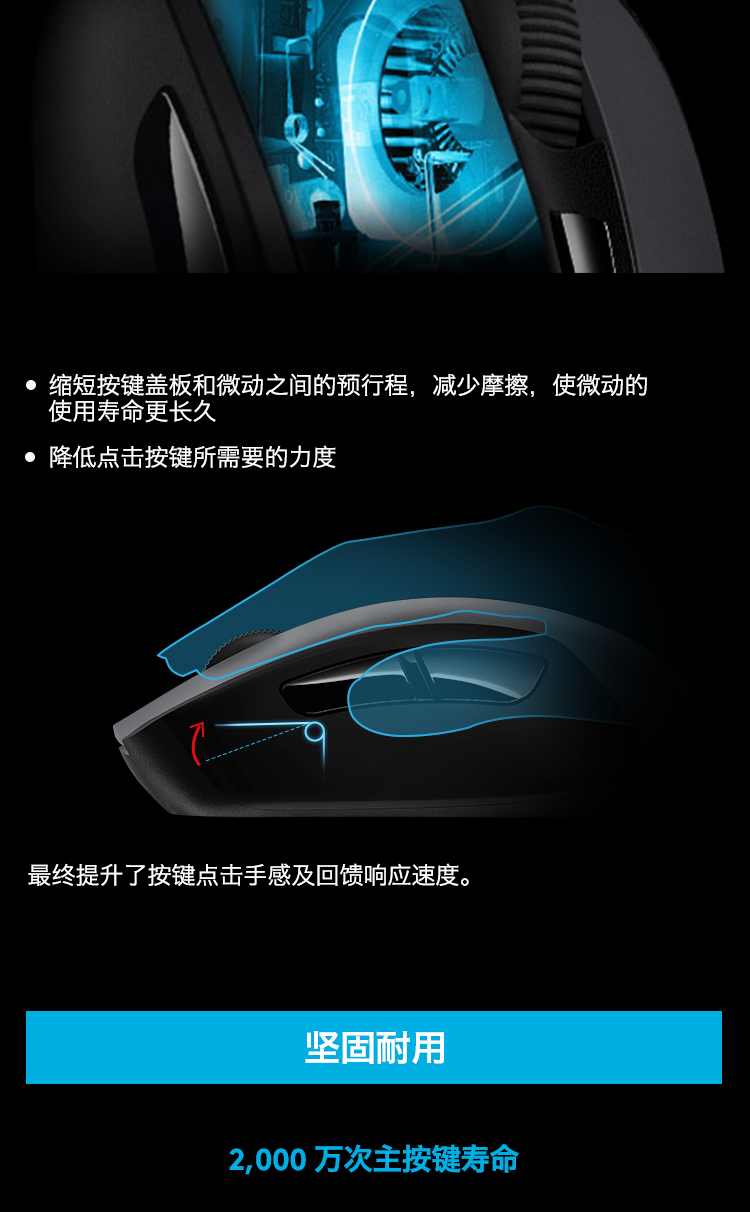 缩短按键盖板和微动之间的预行程，减少摩擦，使微动的
使用寿命更长久
降低点击按键所需要的力度
最终提升了按键点击手感及回馈响应速度。
坚固耐用
2,000 万次主按键寿命